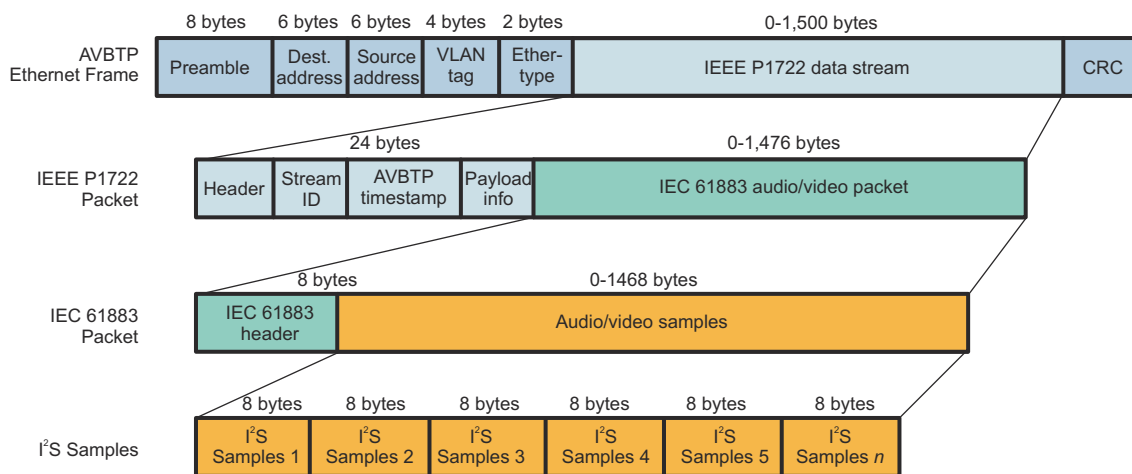 8 bytes 6 bytes 6 bytes 4 bytes 2 bytes 0-1,500 bytes
AVBTP
Ethernet Frame
Preamble
Dest.
address
Source
address
VLAN
tag
Ether-
type
IEEE P1722 data stream
CRC
24 bytes 0-1,476 bytes
IEEE P1722
Packet
Header
Stream
ID
AVBTP
timestamp
Payload
info
IEC 61883 audio/video packet
8 bytes 0-1468 bytes
IEC 61883
Packet
IEC 61883
header
Audio/video samples
8 bytes 8 bytes 8 bytes 8 bytes 8 bytes 8 bytes
I²S Samples
I²S
Samples 1
I²S
Samples 2
I²S
Samples 3
I²S
Samples 4
I²S
Samples 5
I²S
Samples n